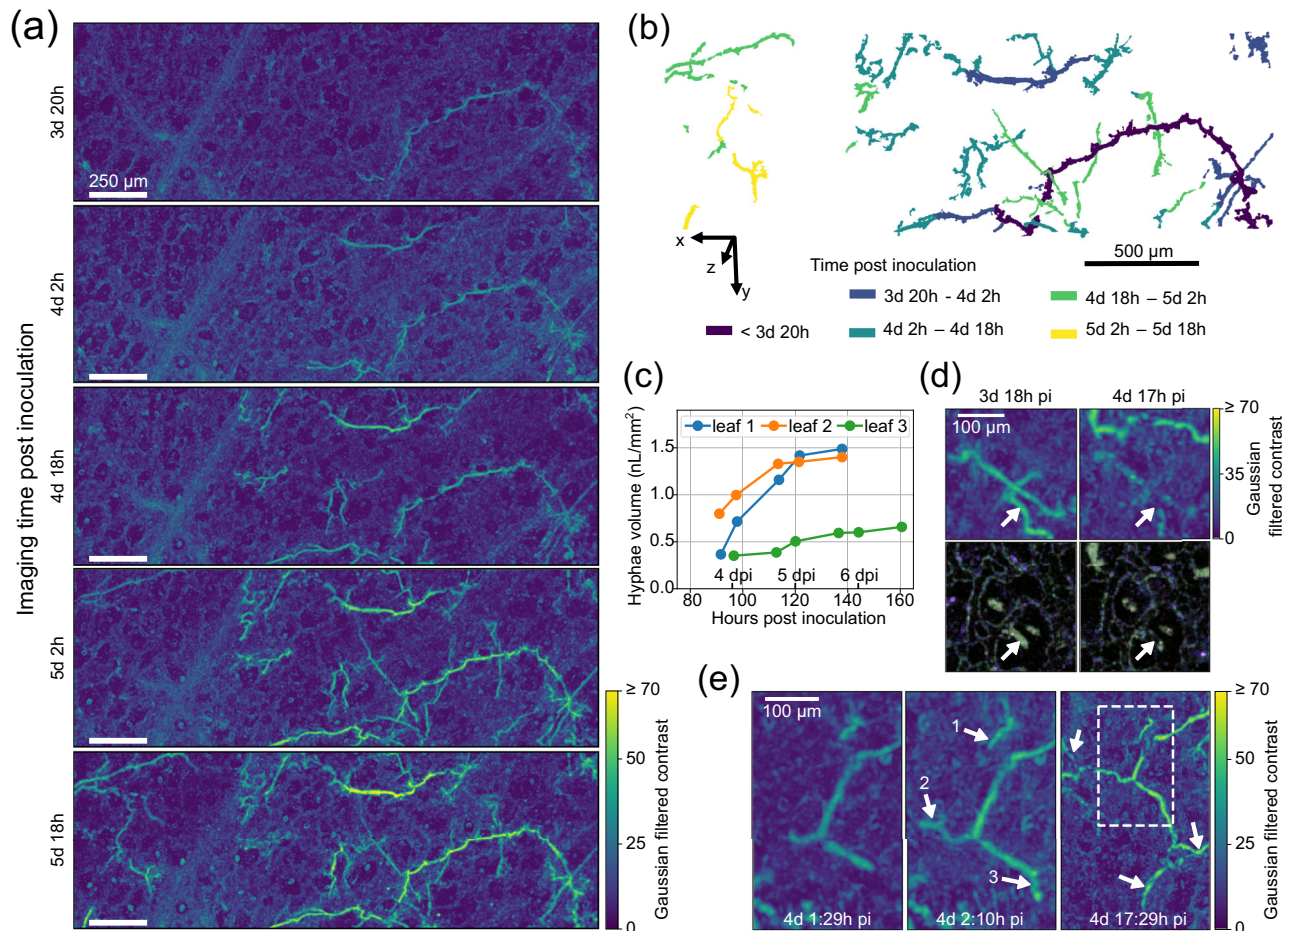 (a)
Imaging time post inoculation
3d 20h
250 µm
4d 2h
4d 18h
5d 2h
5d 18h
≥ 70
50
25
0
Gaussian filtered contrast
(b)
x
z
y
500 µm
Time post inoculation
< 3d 20h
3d 20h - 4d 2h
4d 2h – 4d 18h
4d 18h – 5d 2h
5d 2h – 5d 18h
(c)
Hyphae volume (nL/mm²)
leaf 1 leaf 2 leaf 3
1.5
1.0
0.5
0.0
4 dpi 5 dpi 6 dpi
80 100 120 140 160
Hours post inoculation
(d)
3d 18h pi 4d 17h pi
100 µm
≥ 70
35
0
Gaussian
filtered contrast
(e)
100 µm
1
2
3
4d 1:29h pi 4d 2:10h pi 4d 17:29h pi
≥ 70
50
25
0
Gaussian filtered contrast